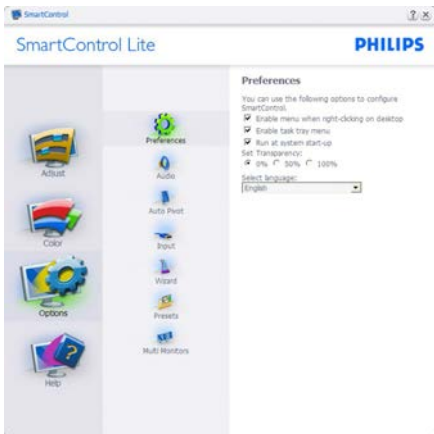 SmartControl
SmartControl Lite
PHILIPS
Adjust
Color
Options
Help
Preferences
Audio
Auto Pivot
Input
Wizard
Presets
Multi Monitors
Preferences
You can use the following options to configure
SmartControl.
Enable menu when right-clicking on desktop
Enable task tray menu
Run at system start-up
Set Transparency:
0% 50% 100%
Select language:
English